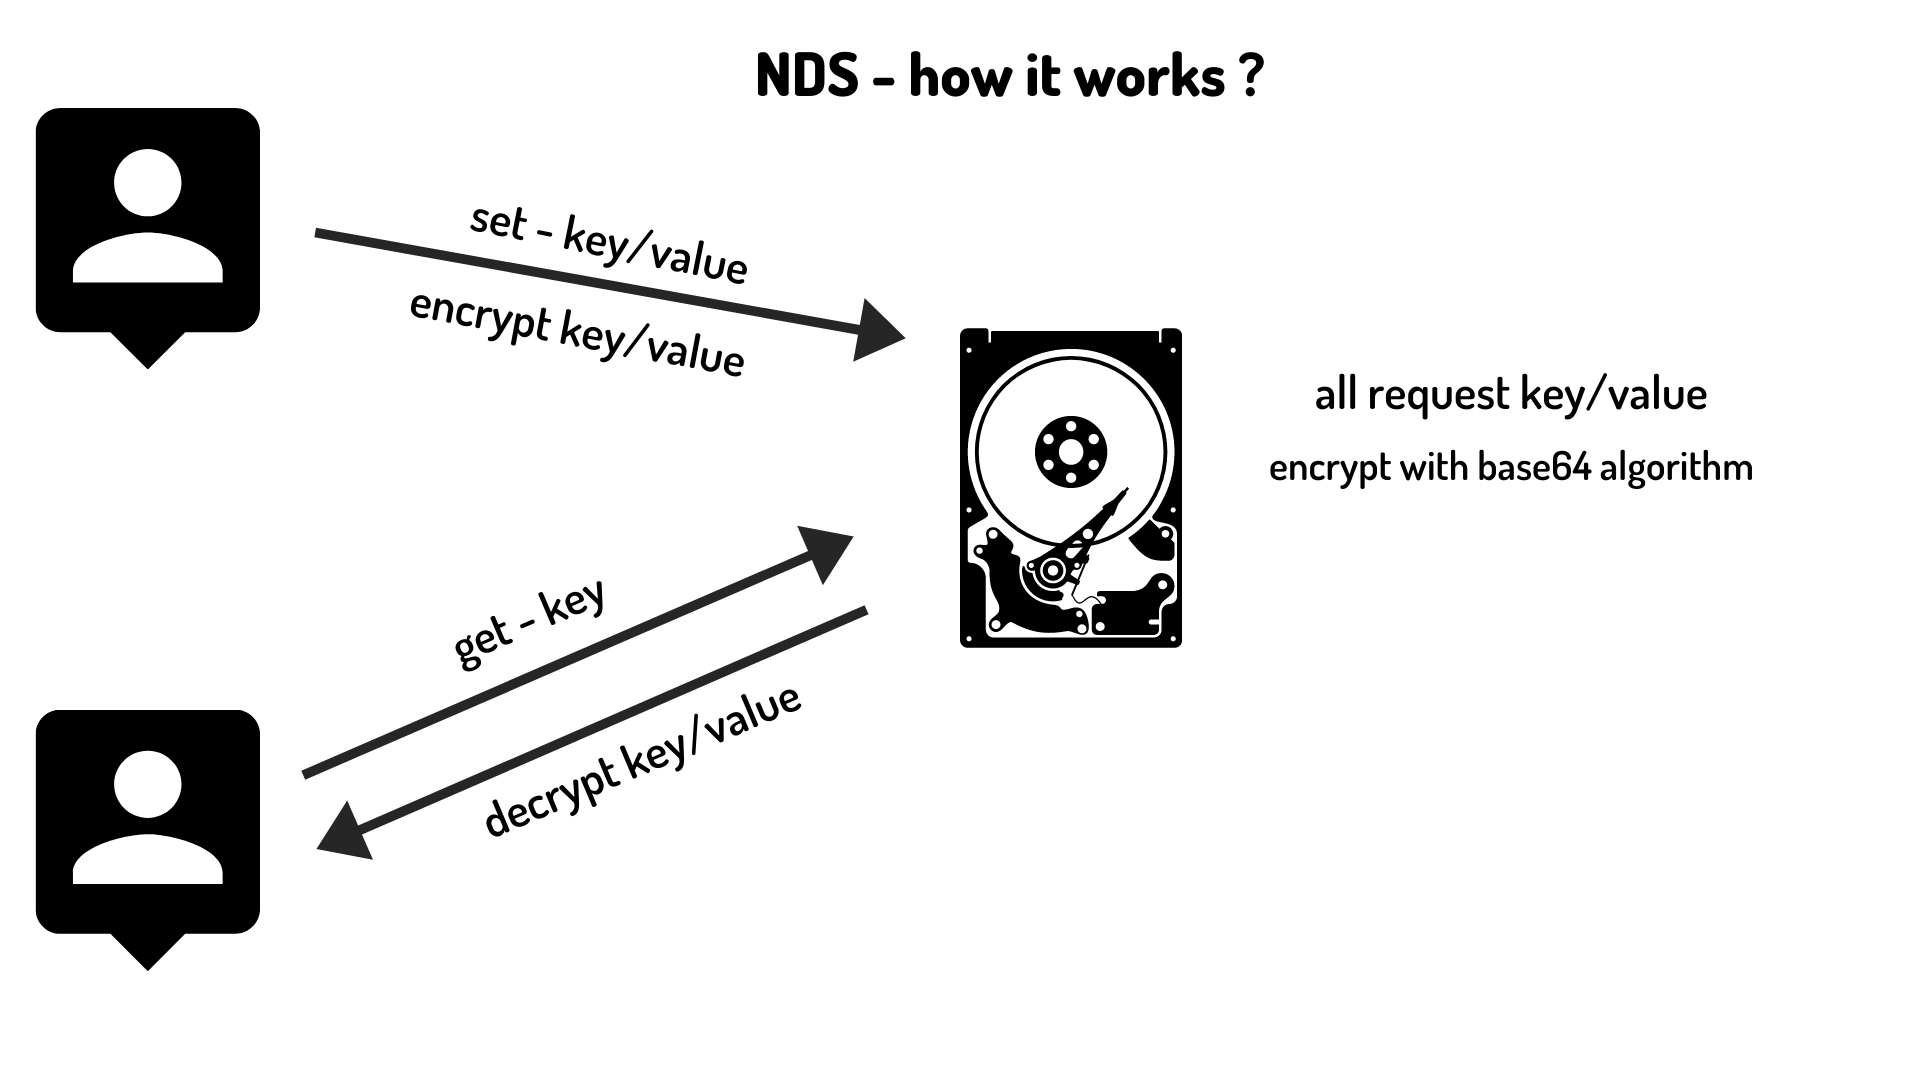 NDS - how it works ?
set - key/value
encrypt key/value
all request key/value
encrypt with base64 algorithm
get - key
decrypt key/value